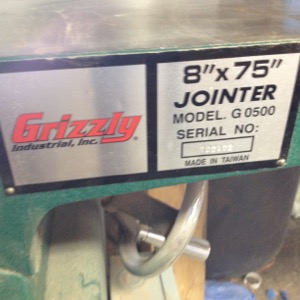 Grizzly
Industrial, Inc.
8"x 75"
JOINTER
MODEL. G 0500
SERIAL NO:
MADE IN TAIWAN